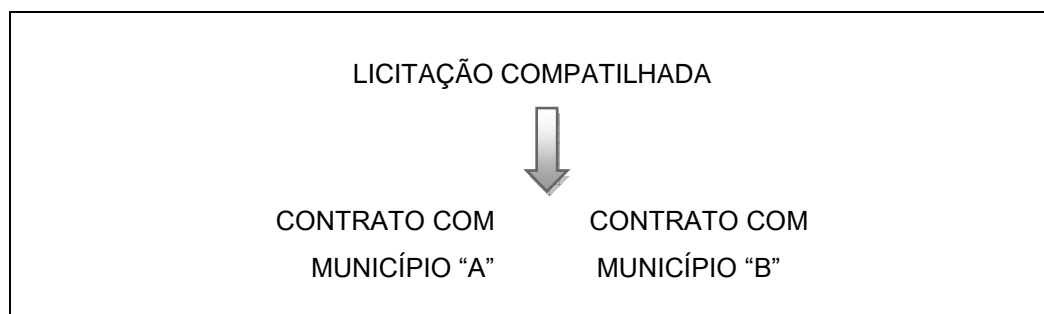 LICITAÇÃO COMPATILHADA
CONTRATO COM CONTRATO COM
MUNICÍPIO “A” MUNICÍPIO “B”